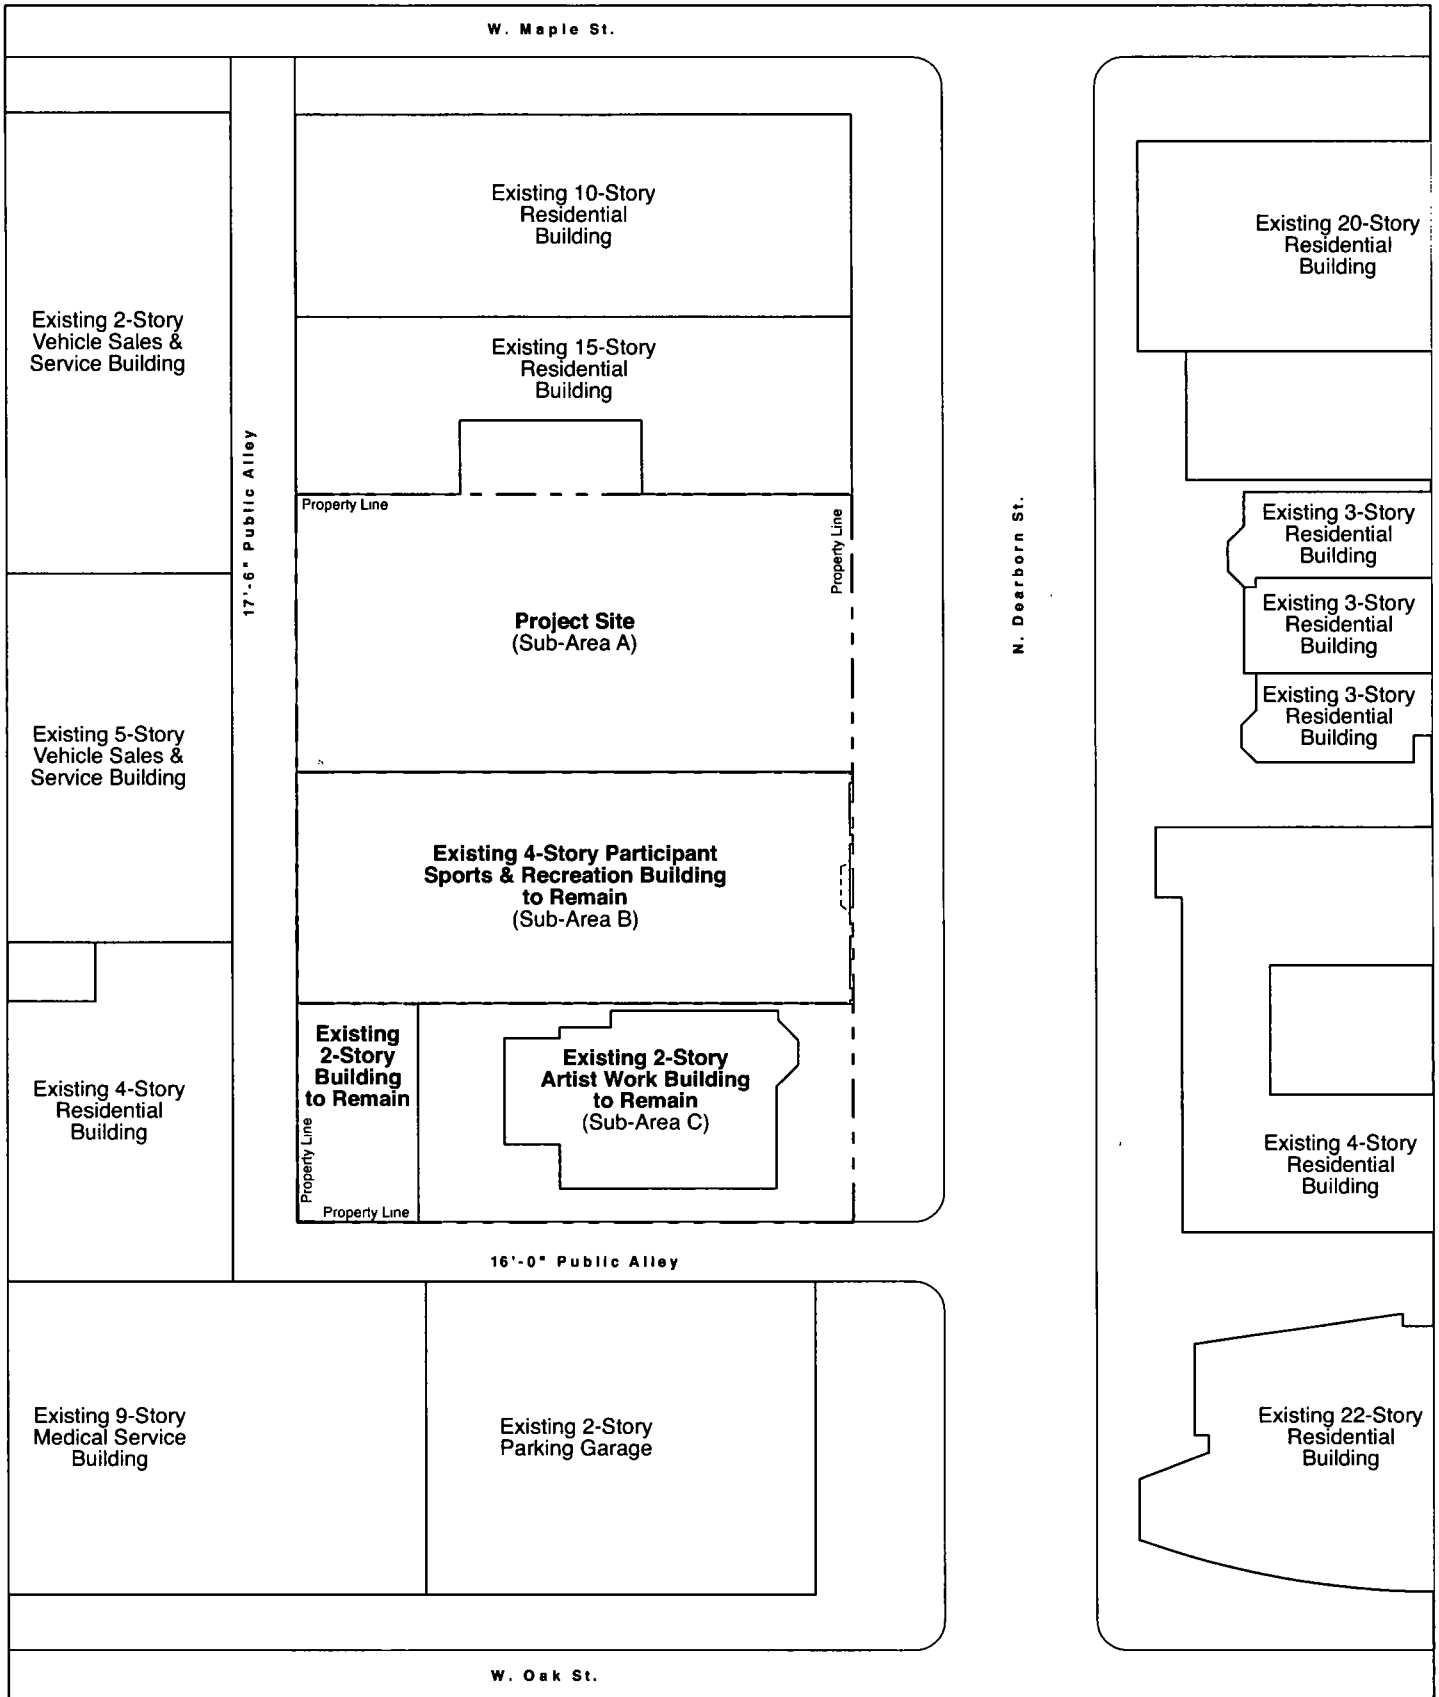 W. Maple St.
Existing 10-Story
Residential
Building
Existing 20-Story
Residential
Building
Existing 2-Story
Vehicle Sales &
Service Building
Existing 15-Story
Residential
Building
17'-6" Public Alley
Property Line
Property Line
N. Dearborn St.
Existing 3-Story
Residential
Building
Existing 3-Story
Residential
Building
Existing 3-Story
Residential
Building
Project Site
(Sub-Area A)
Existing 5-Story
Vehicle Sales &
Service Building
Existing 4-Story Participant
Sports & Recreation Building
to Remain
(Sub-Area B)
Existing
2-Story
Building
to Remain
Existing 2-Story
Artist Work Building
to Remain
(Sub-Area C)
Existing 4-Story
Residential
Building
Property Line
Property Line
Existing 4-Story
Residential
Building
16'-0" Public Alley
Existing 9-Story
Medical Service
Building
Existing 2-Story
Parking Garage
Existing 22-Story
Residential
Building
W. Oak St.